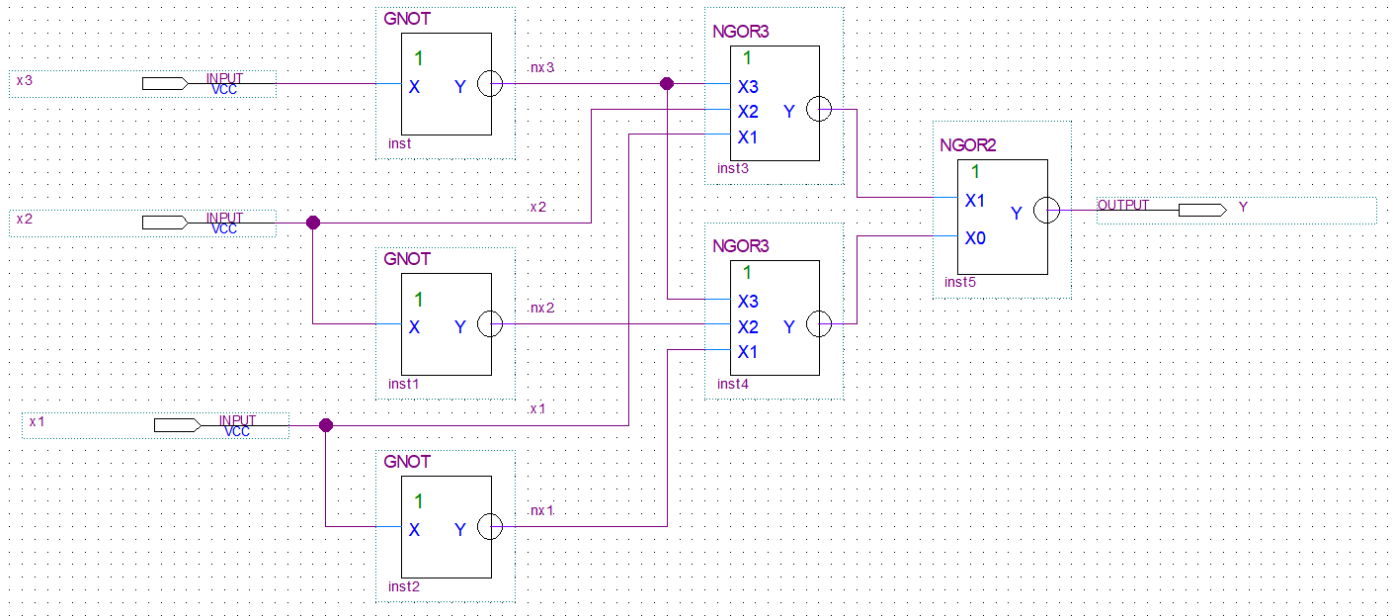 GNOT
1
X Y
inst
x3
INPUT
VCC
nx3
NGOR3
1
X3
X2
X1
Y
inst3
x2
INPUT
VCC
x2
GNOT
1
X Y
inst1
nx2
NGOR3
1
X3
X2
X1
Y
inst4
NGOR2
1
X1
X0
Y
inst5
OUTPUT
Y
x1
INPUT
VCC
x1
GNOT
1
X Y
inst2
nx1